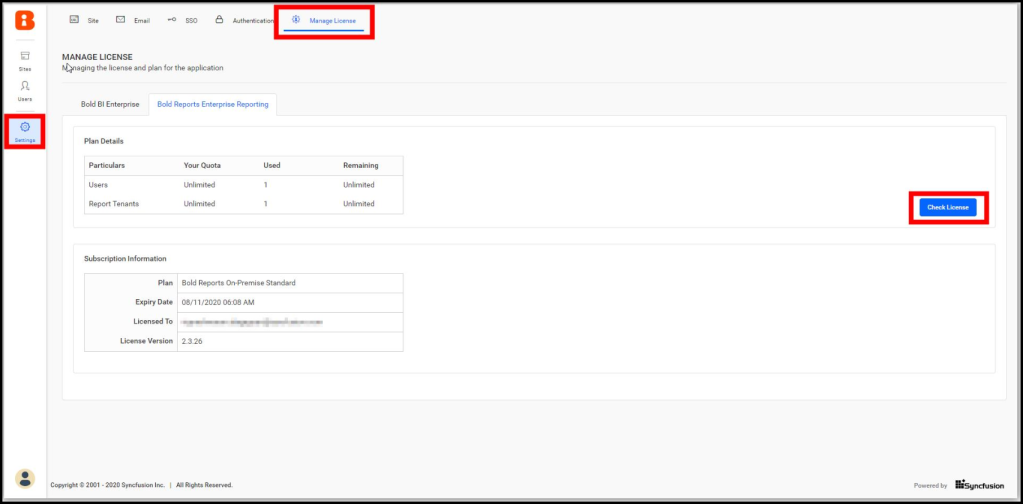 Site Email SSO Authentication Manage License
MANAGE LICENSE
Managing the license and plan for the application
Sites
Users
Settings
Bold BI Enterprise Bold Reports Enterprise Reporting
Plan Details
Particulars Your Quota Used Remaining
Users Unlimited 1 Unlimited
Report Tenants Unlimited 1 Unlimited
Check License
Subscription Information
Plan Bold Reports On-Premise Standard
Expiry Date 08/11/2020 06:08 AM
Licensed To
License Version 2.3.26
Copyright © 2001 - 2020 Syncfusion Inc. | All Rights Reserved.
Powered by Syncfusion